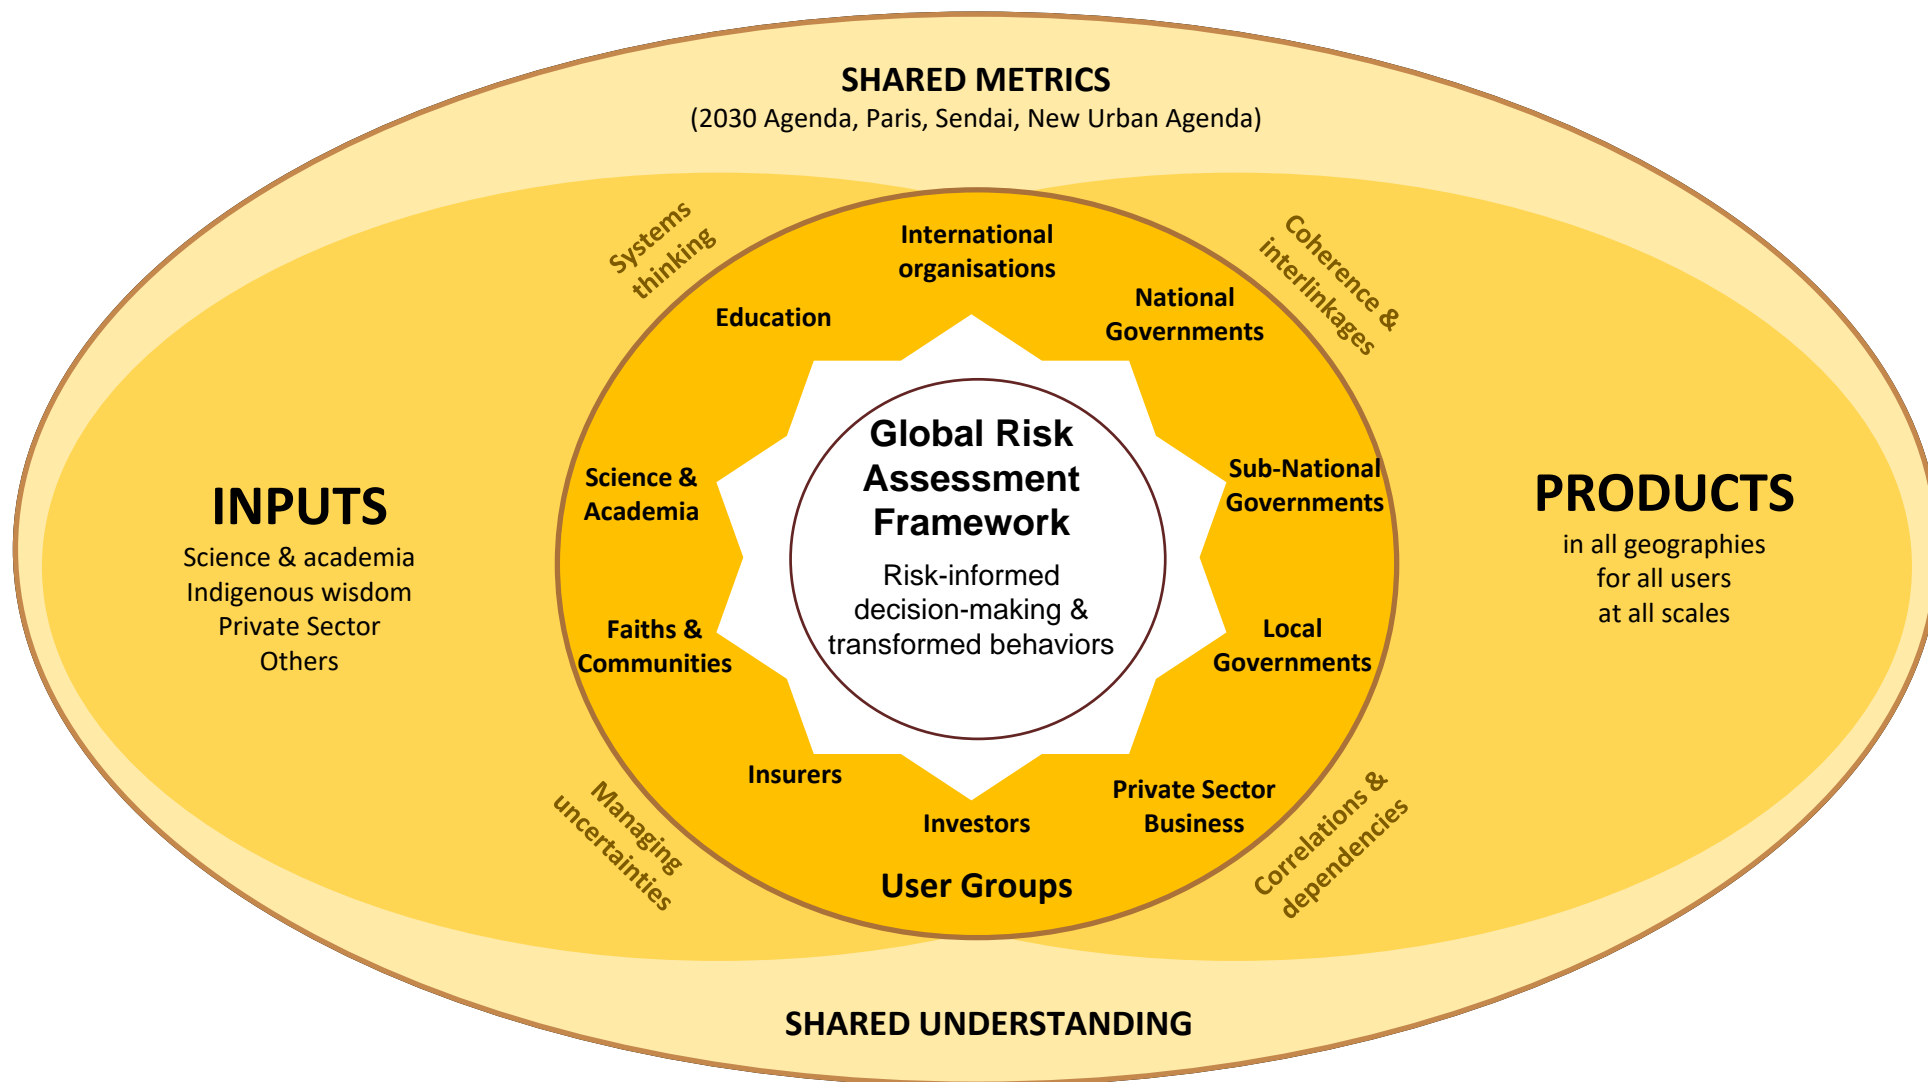 SHARED METRICS
(2030 Agenda, Paris, Sendai, New Urban Agenda)
Systems
thinking
Coherence &
interlinkages
International
organisations
National
Governments
Education
Sub-National
Governments
Science &
Academia
Local
Governments
Faiths &
Communities
Private Sector
Business
Insurers
Investors
User Groups
Global Risk
Assessment
Framework
Risk-informed
decision-making &
transformed behaviors
INPUTS
Science & academia
Indigenous wisdom
Private Sector
Others
PRODUCTS
in all geographies
for all users
at all scales
Managing
uncertainties
Correlations &
dependencies
SHARED UNDERSTANDING